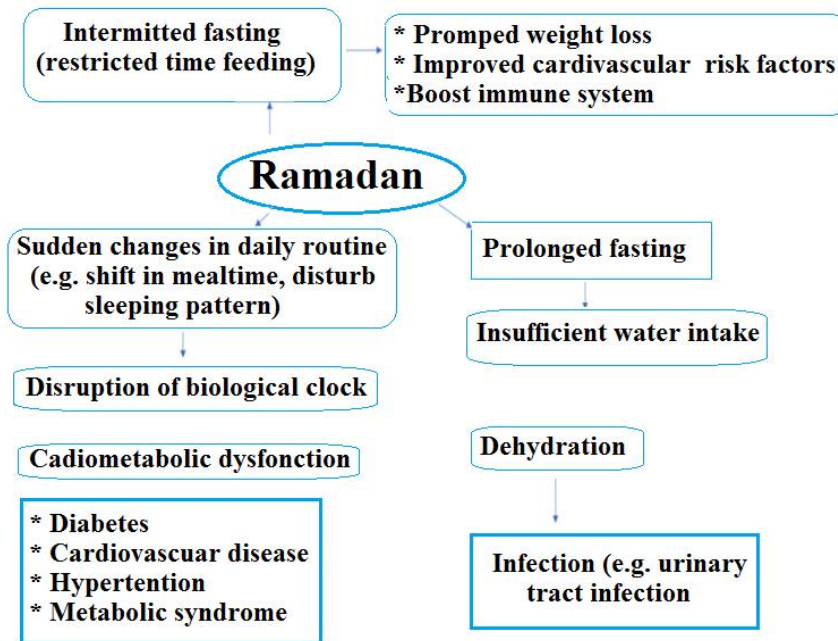 Intermitted fasting
(restricted time feeding)
* Promped weight loss
* Improved cardivascular risk factors
*Boost immune system
Ramadan
Sudden changes in daily routine
(e.g. shift in mealtime, disturb
sleeping pattern)
Prolonged fasting
Insufficient water intake
Disruption of biological clock
Cadiometabolic dysfonction
Dehydration
* Diabetes
* Cardiovascuar disease
* Hypertention
* Metabolic syndrome
Infection (e.g. urinary
tract infection